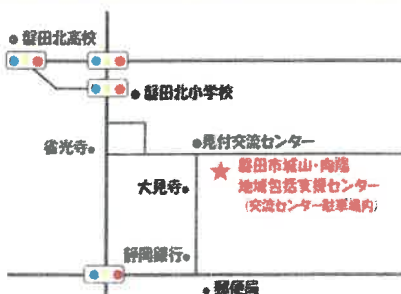 磐田北高校
磐田北小学校
省光寺
見付交流センター
磐田市城山・向陽
地域包括支援センター
(交流センター駐車場内)
大見寺
静岡銀行
郵便局